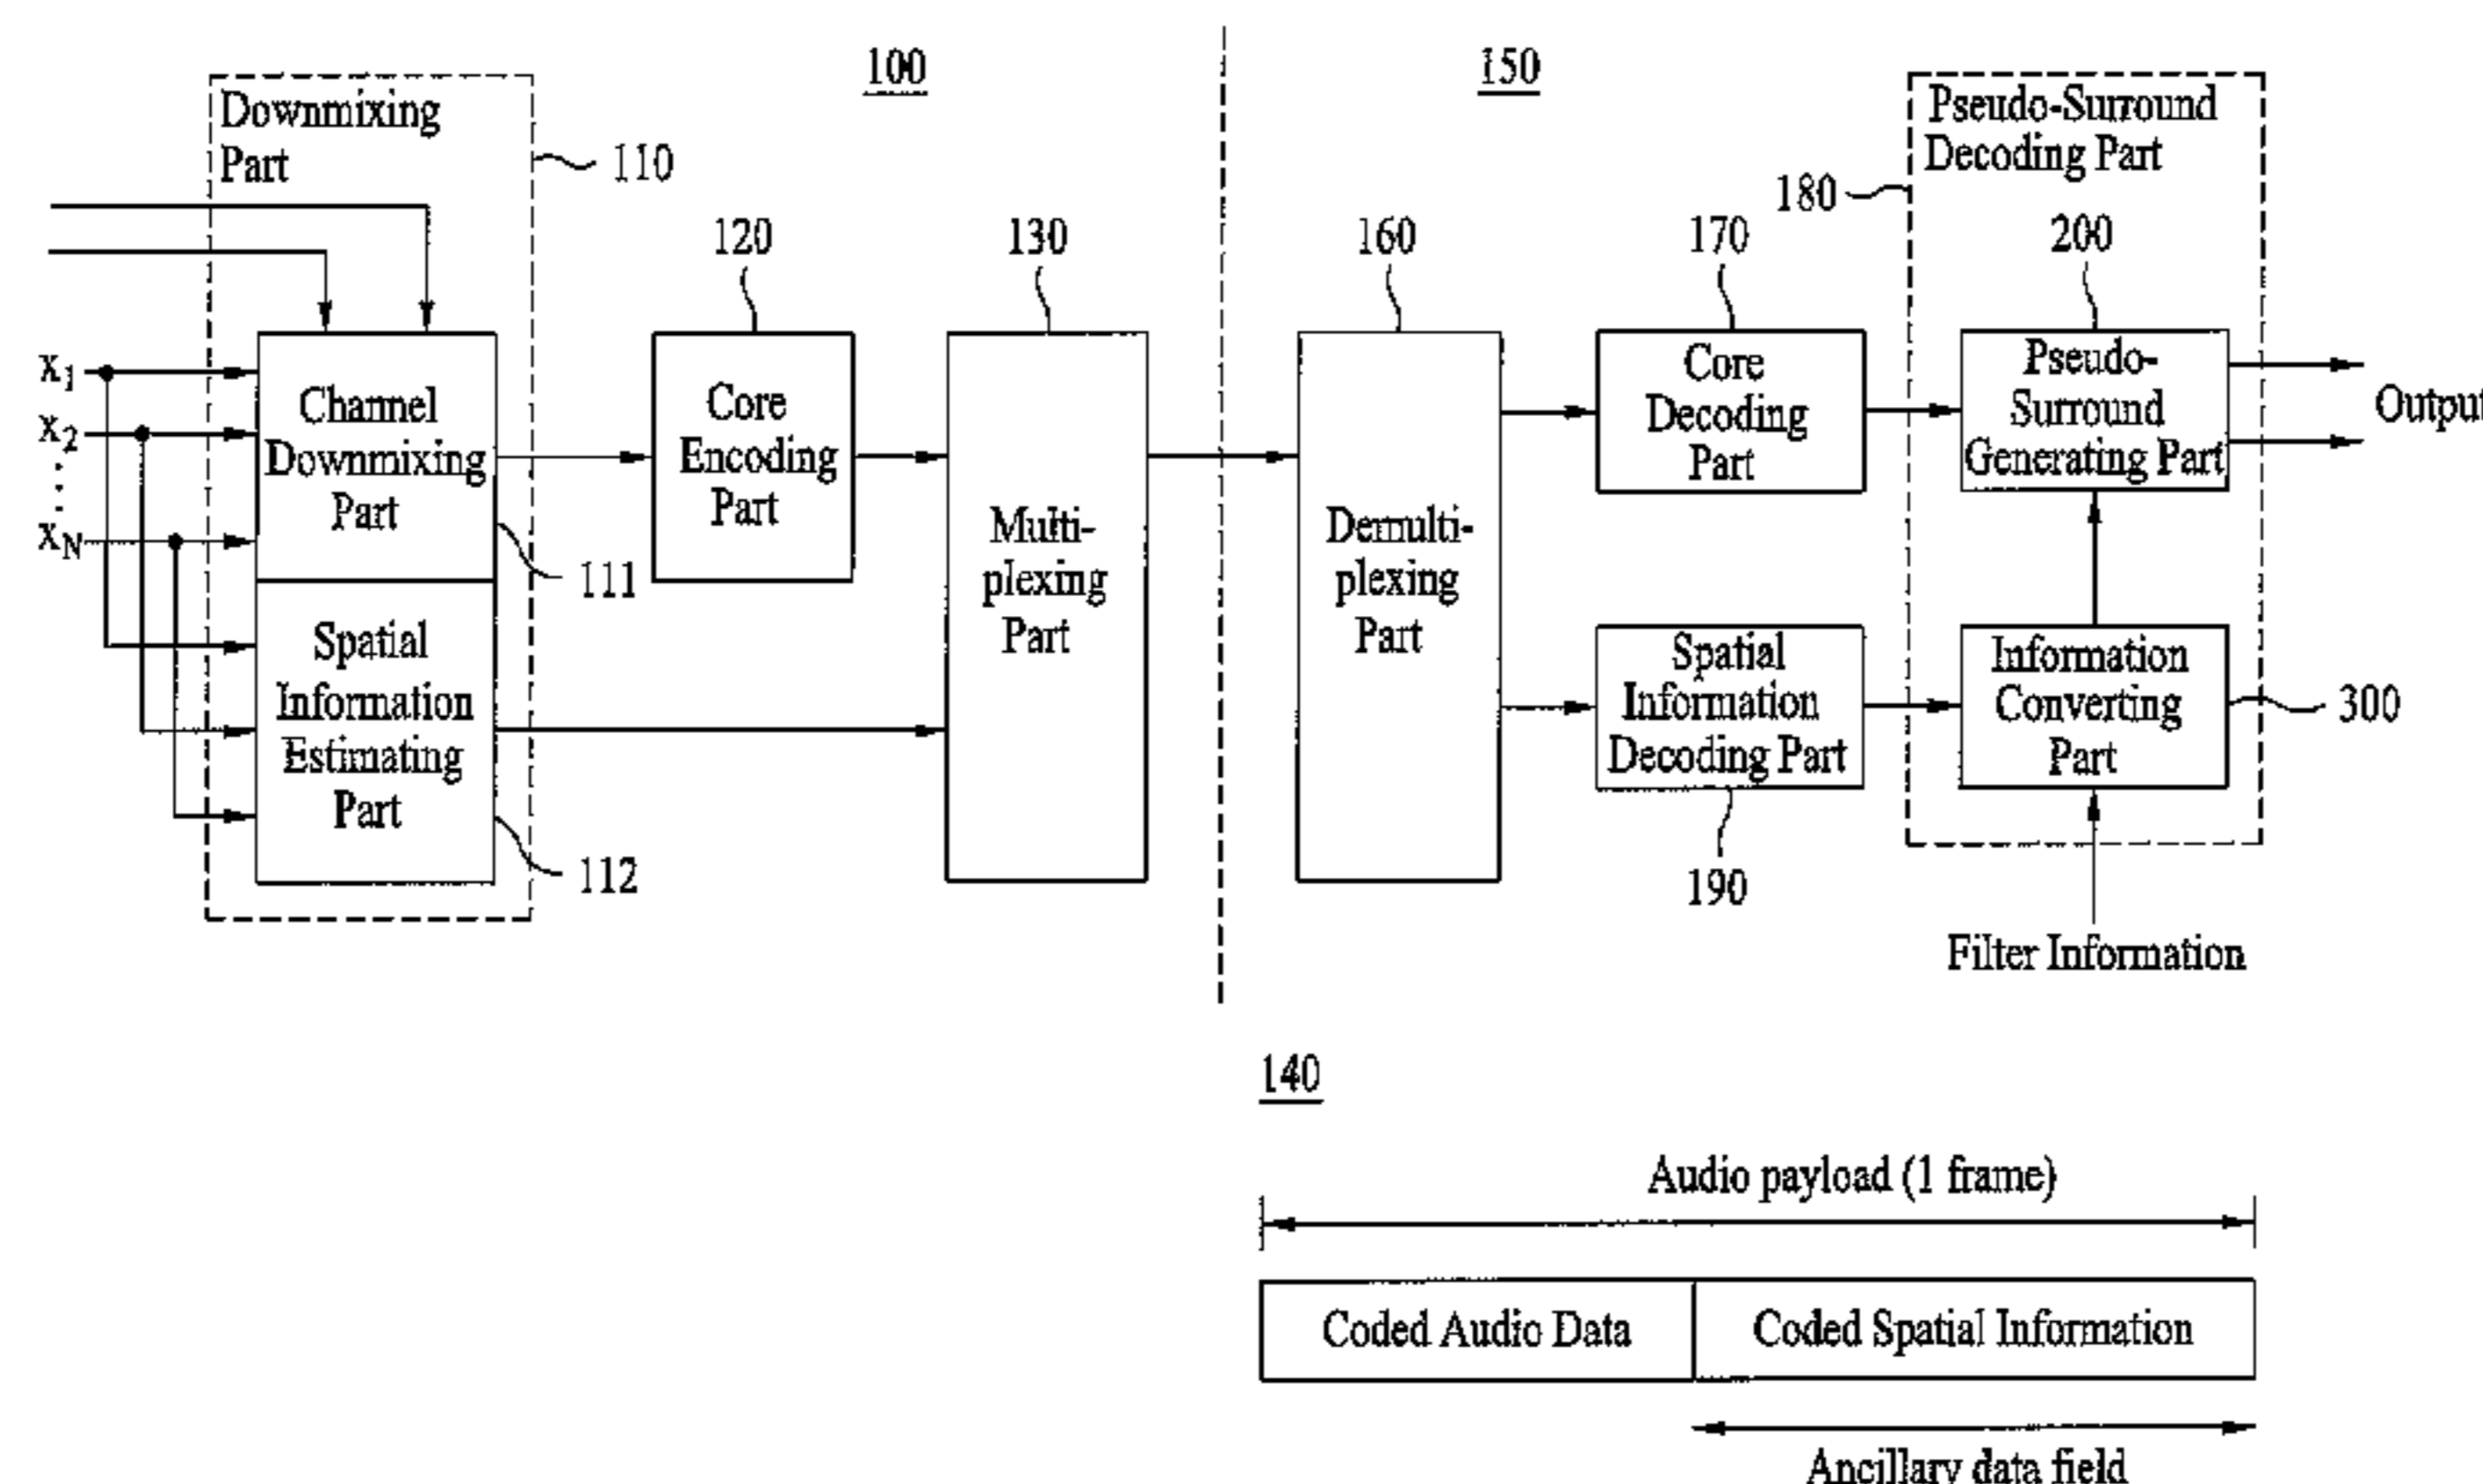 100
150
Downmixing
Part
110
Pseudo-Surround
Decoding Part
180
120
130
160
170
200
X1
X2
XN
Channel
Downmixing
Part
111
Core
Encoding
Part
Multi-
plexing
Part
Demulti-
plexing
Part
Core
Decoding
Part
Pseudo-
Surround
Generating Part
Output
Spatial
Information
Estimating
Part
112
Spatial
Information
Decoding Part
190
Information
Converting
Part
300
Filter Information
140
Audio payload (1 frame)
Coded Audio Data
Coded Spatial Information
Ancillary data field